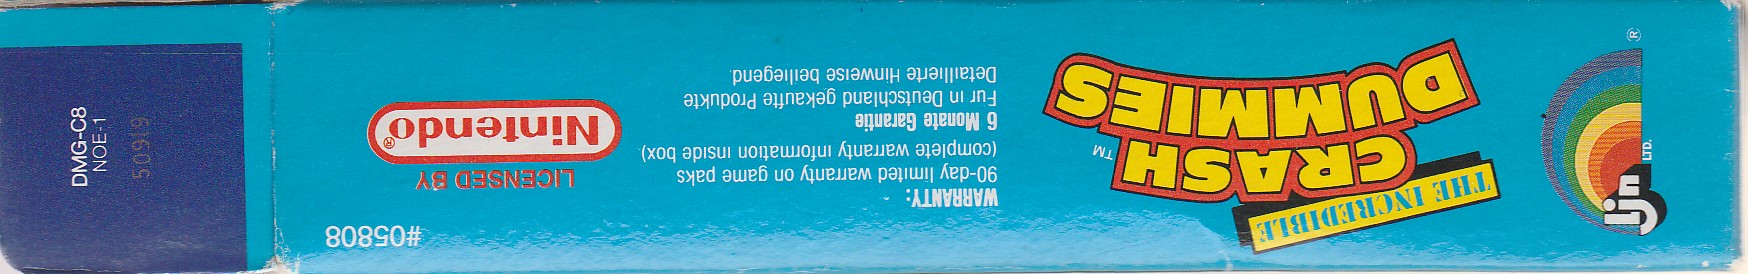 LJN
LTD.
®
THE INCREDIBLE
CRASH
DUMMIES
™
WARRANTY:
90-day limited warranty on game paks
(complete warranty information inside box)
6 Monate Garantie
Fur in Deutschland gekaufte Produkte
Detaillierte Hinweise beiliegend.
#05808
LICENSED BY
Nintendo®
DMG-C8
NOE-1
50919